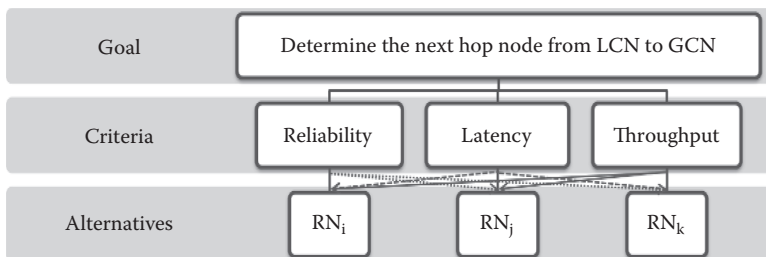 Goal
Determine the next hop node from LCN to GCN
Criteria
Reliability
Latency
Throughput
Alternatives
RNi
RNj
RNk